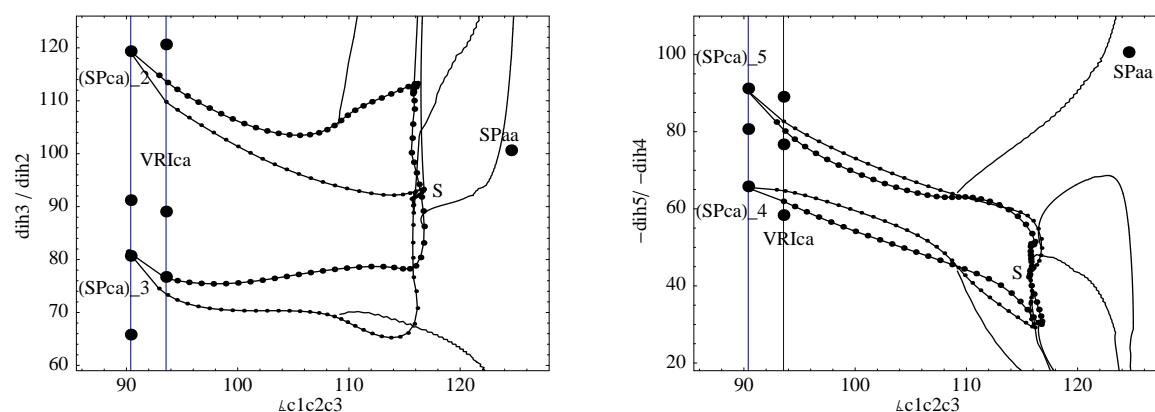 120
110
100
90
80
70
60
dih3 / dih2
(SPca)_2
VRIca
SPaa
S
(SPca)_3
90
100
110
120
∠c1c2c3
100
80
60
40
20
−dih5/ −dih4
(SPca)_5
SPaa
(SPca)_4
VRIca
S
90
100
110
120
∠c1c2c3